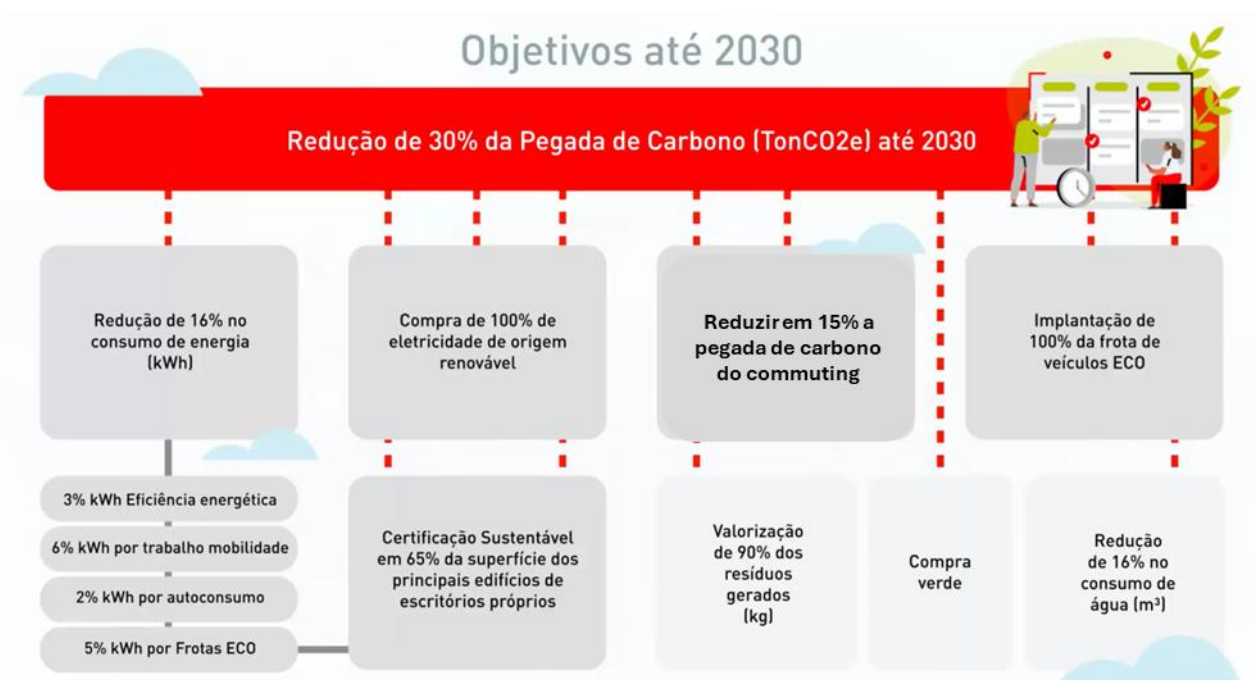 Objetivos até 2030
Redução de 30% da Pegada de Carbono (TonCO2e) até 2030
Redução de 16% no
consumo de energia
(kWh)
Compra de 100% de
eletricidade de origem
renovável
Reduzir em 15% a
pegada de carbono
do commuting
Implantação de
100% da frota de
veículos ECO
3% kWh Eficiência energética
6% kWh por trabalho mobilidade
2% kWh por autoconsumo
5% kWh por Frotas ECO
Certificação Sustentável
em 65% da superfície dos
principais edifícios de
escritórios próprios
Valorização
de 90% dos
resíduos
gerados
(kg)
Compra
verde
Redução
de 16% no
consumo de
água (m³)